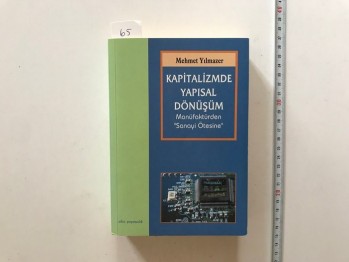 65
Mehmet Yılmazer
KAPİTALİZMDE
YAPISAL
DÖNÜŞÜM
Manüfaktürden
"Sanayi Ötesine"